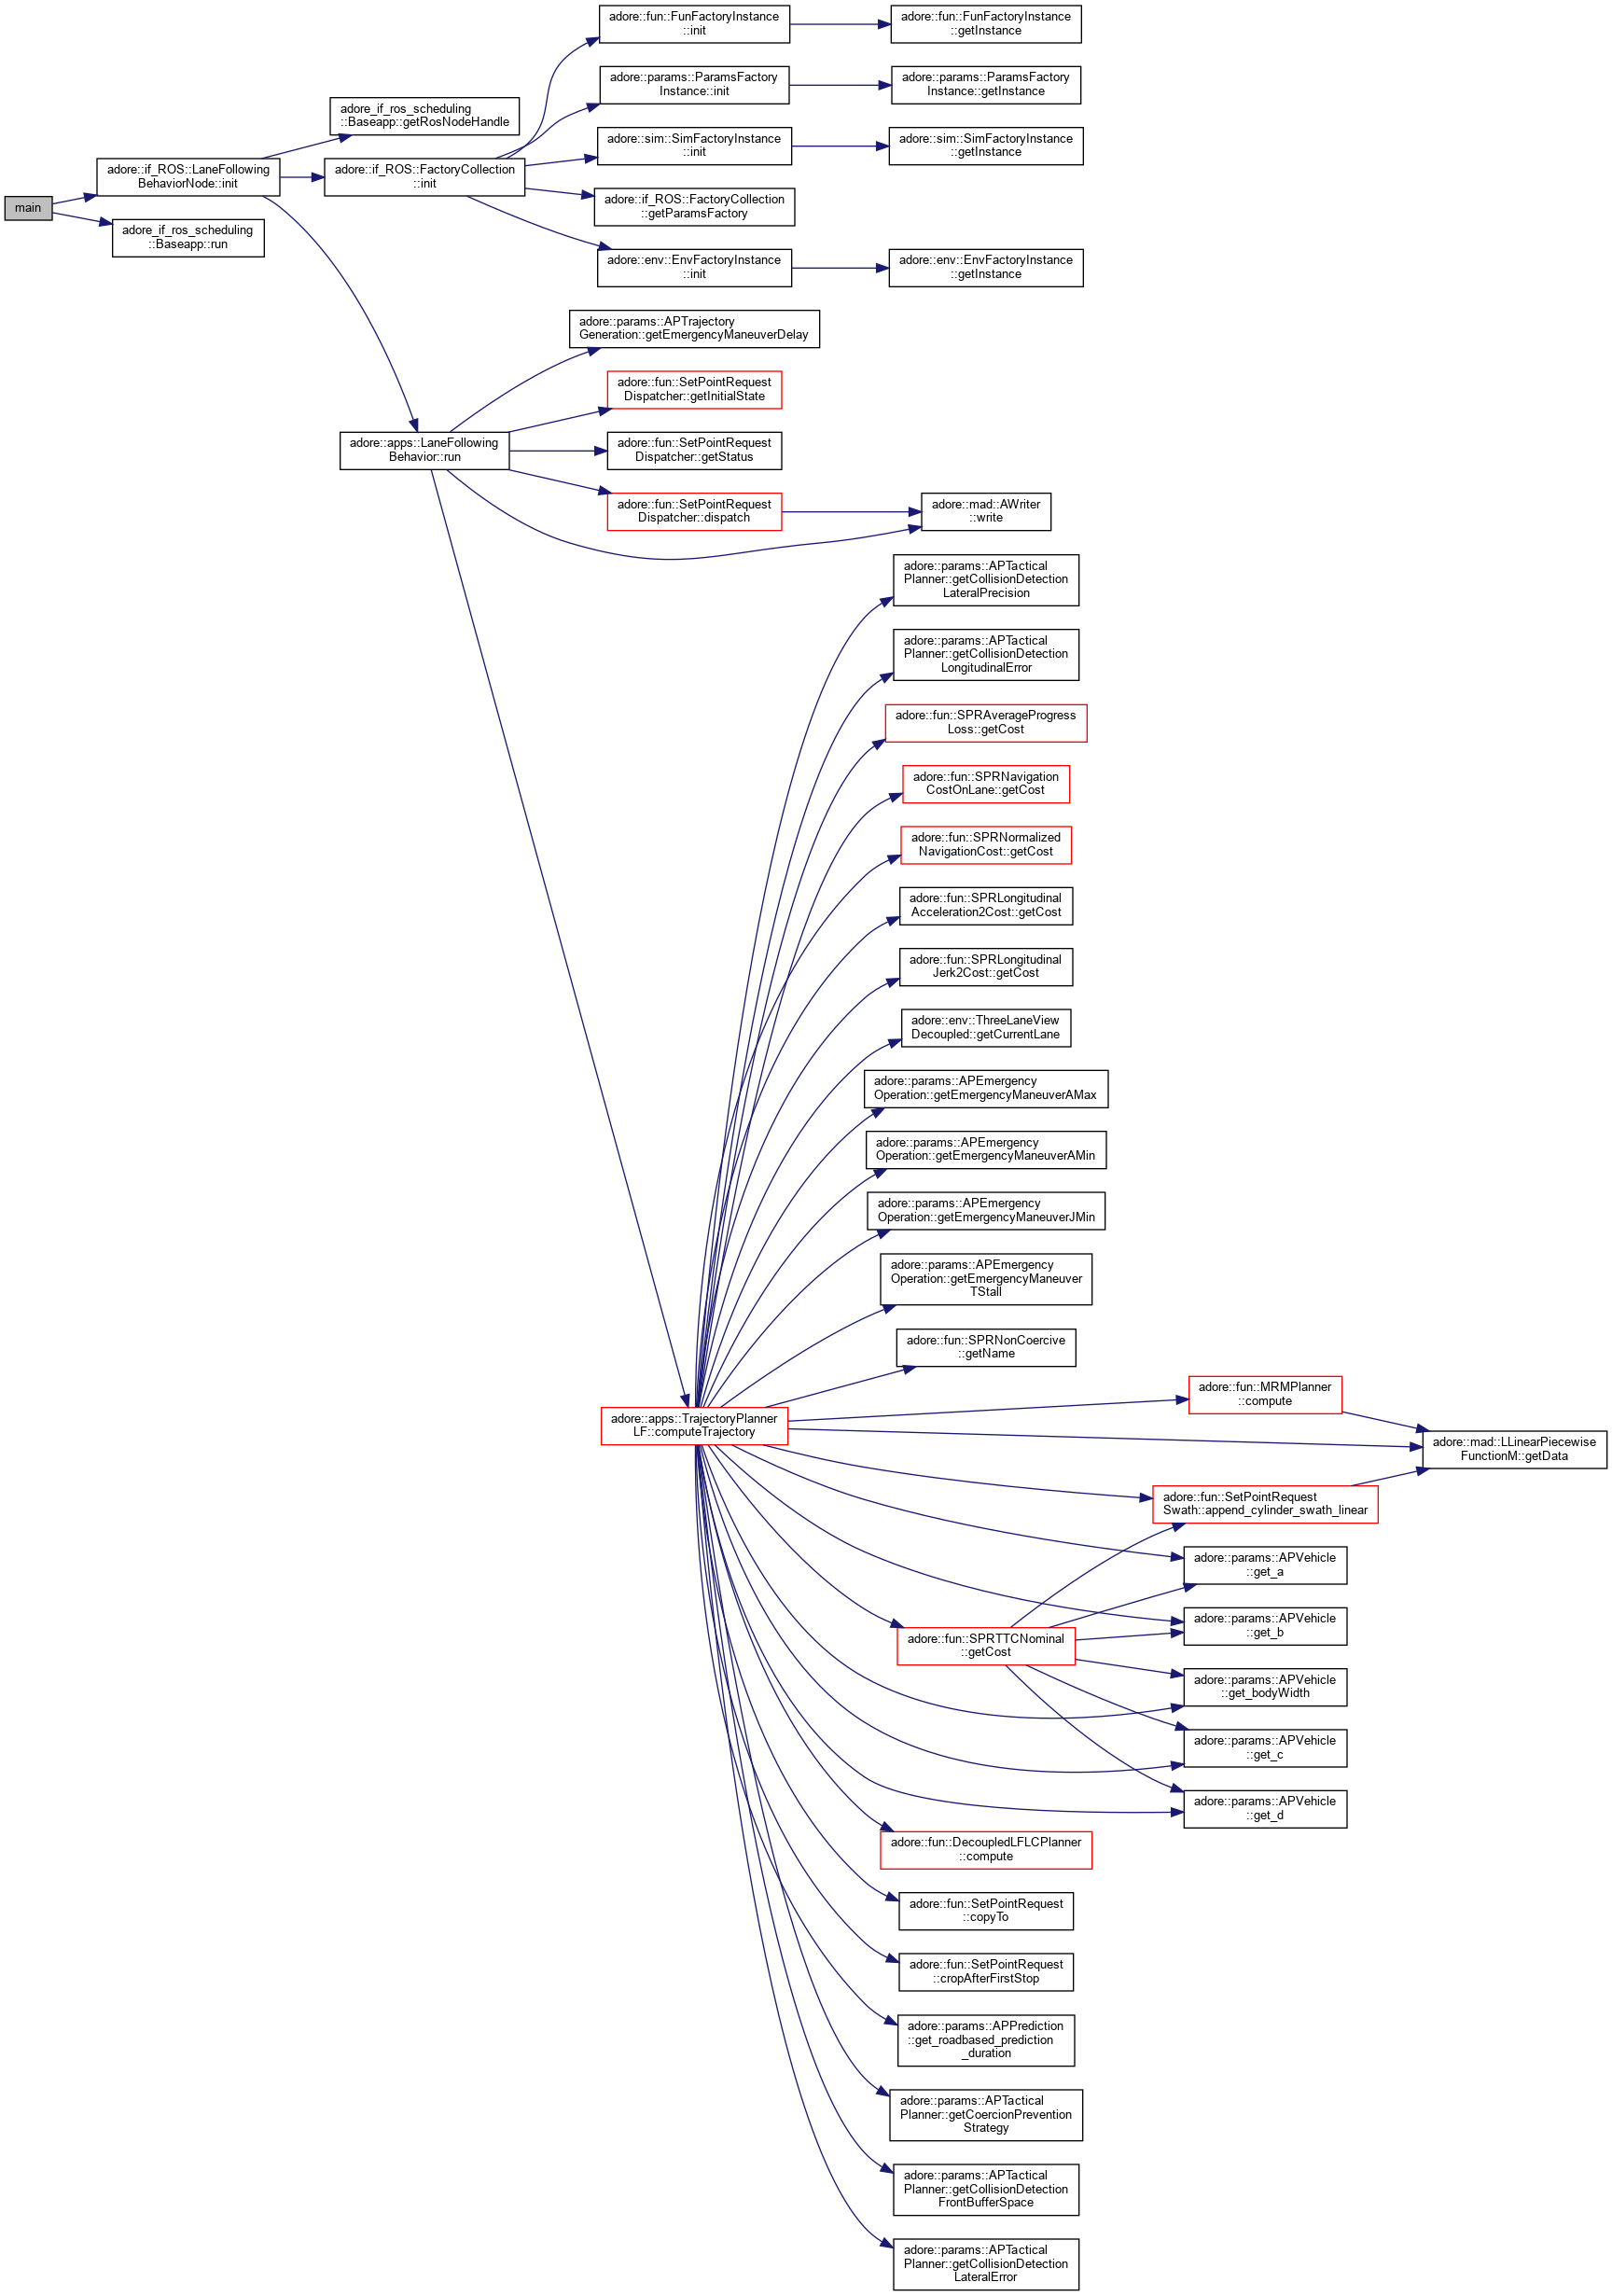 adore::fun::FunFactoryInstance
::init
adore::fun::FunFactoryInstance
::getInstance
adore::params::ParamsFactory
Instance::init
adore::params::ParamsFactory
Instance::getInstance
adore_if_ros_scheduling
::Baseapp::getRosNodeHandle
adore::sim::SimFactoryInstance
::init
adore::sim::SimFactoryInstance
::getInstance
adore::if_ROS::LaneFollowing
BehaviorNode::init
adore::if_ROS::FactoryCollection
::init
adore::if_ROS::FactoryCollection
::getParamsFactory
main
adore_if_ros_scheduling
::Baseapp::run
adore::env::EnvFactoryInstance
::init
adore::env::EnvFactoryInstance
::getInstance
adore::params::APTrajectory
Generation::getEmergencyManeuverDelay
adore::fun::SetPointRequest
Dispatcher::getInitialState
adore::apps::LaneFollowing
Behavior::run
adore::fun::SetPointRequest
Dispatcher::getStatus
adore::fun::SetPointRequest
Dispatcher::dispatch
adore::mad::AWriter
::write
adore::params::APTactical
Planner::getCollisionDetection
LateralPrecision
adore::params::APTactical
Planner::getCollisionDetection
LongitudinalError
adore::fun::SPRAverageProgress
Loss::getCost
adore::fun::SPRNavigation
CostOnLane::getCost
adore::fun::SPRNormalized
NavigationCost::getCost
adore::fun::SPRLongitudinal
Acceleration2Cost::getCost
adore::fun::SPRLongitudinal
Jerk2Cost::getCost
adore::env::ThreeLaneView
Decoupled::getCurrentLane
adore::params::APEmergency
Operation::getEmergencyManeuverAMax
adore::params::APEmergency
Operation::getEmergencyManeuverAMin
adore::params::APEmergency
Operation::getEmergencyManeuverJMin
adore::params::APEmergency
Operation::getEmergencyManeuver
TStall
adore::fun::SPRNonCoercive
::getName
adore::fun::MRMPlanner
::compute
adore::apps::TrajectoryPlanner
LF::computeTrajectory
adore::mad::LLinearPiecewise
FunctionM::getData
adore::fun::SetPointRequest
Swath::append_cylinder_swath_linear
adore::params::APVehicle
::get_a
adore::params::APVehicle
::get_b
adore::fun::SPRTTCNominal
::getCost
adore::params::APVehicle
::get_bodyWidth
adore::params::APVehicle
::get_c
adore::params::APVehicle
::get_d
adore::fun::DecoupledLFLCPlanner
::compute
adore::fun::SetPointRequest
::copyTo
adore::fun::SetPointRequest
::cropAfterFirstStop
adore::params::APPrediction
::get_roadbased_prediction
_duration
adore::params::APTactical
Planner::getCoercionPrevention
Strategy
adore::params::APTactical
Planner::getCollisionDetection
FrontBufferSpace
adore::params::APTactical
Planner::getCollisionDetection
LateralError